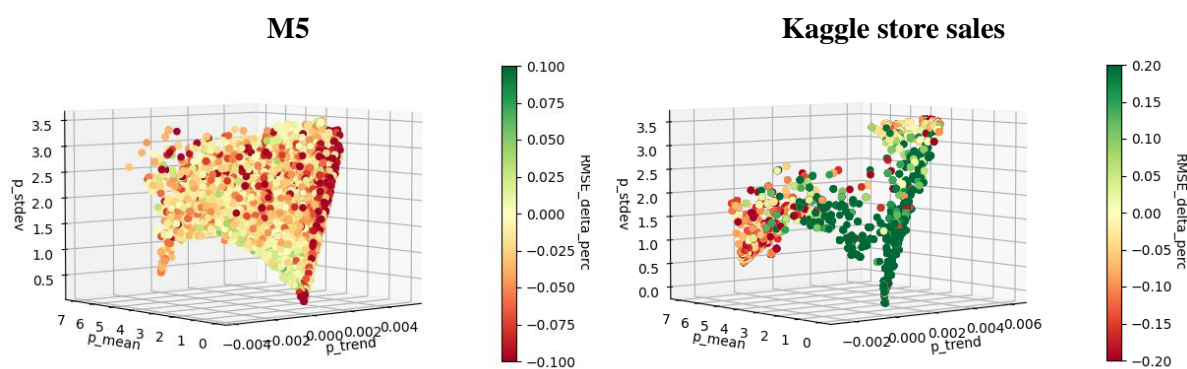 M5
3.5
3.0
2.5
2.0
1.5
1.0
0.5
p_stdev
7 6 5 4 3 2 1 0
p_mean
−0.004 −0.002 0.000 0.002 0.004
p_trend
0.100
0.075
0.050
0.025
0.000
−0.025
−0.050
−0.075
−0.100
RMSE_delta_perc
Kaggle store sales
3.5
3.0
2.5
2.0
1.5
1.0
0.5
0.0
p_stdev
7 6 5 4 3 2 1 0
p_mean
−0.002 0.000 0.002 0.004 0.006
p_trend
0.20
0.15
0.10
0.05
0.00
−0.05
−0.10
−0.15
−0.20
RMSE_delta_perc